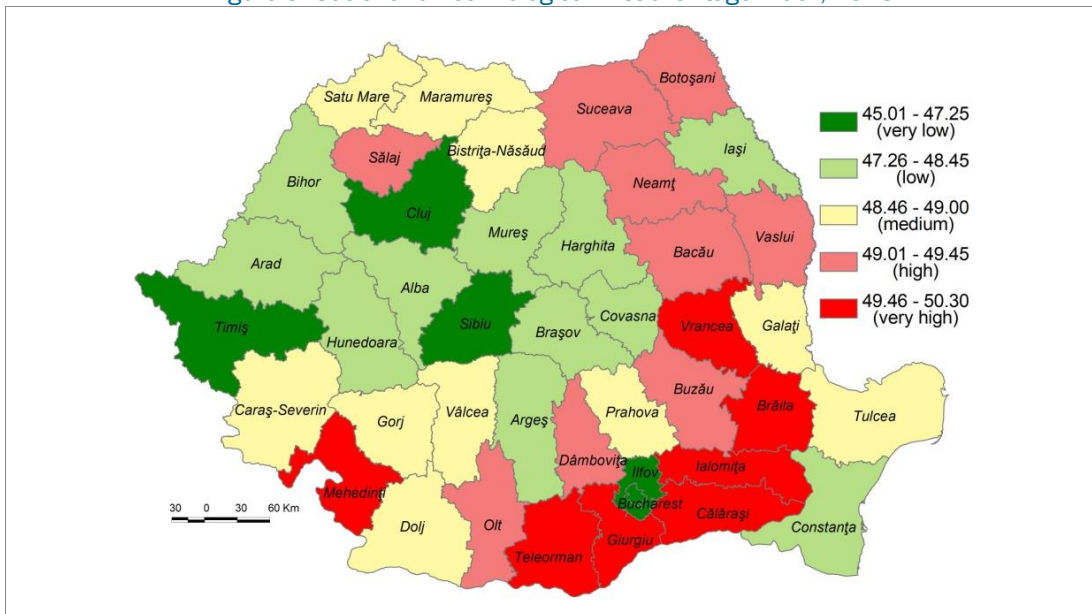 Botoşani
Suceava
Satu Mare
Maramureş
Iaşi
Bistriţa-Năsăud
Sălaj
Neamţ
Bihor
Cluj
Mureş
Harghita
Bacău
Vaslui
Arad
Alba
Timiş
Hunedoara
Sibiu
Braşov
Covasna
Vrancea
Galaţi
Caraş-Severin
Gorj
Vâlcea
Argeş
Prahova
Buzău
Brăila
Tulcea
Dâmboviţa
Ilfov
Ialomiţa
Mehedinţi
Bucharest
Călăraşi
Dolj
Olt
Teleorman
Giurgiu
Constanţa
45.01 - 47.25
(very low)
47.26 - 48.45
(low)
48.46 - 49.00
(medium)
49.01 - 49.45
(high)
49.46 - 50.30
(very high)
30 0 30 60 Km